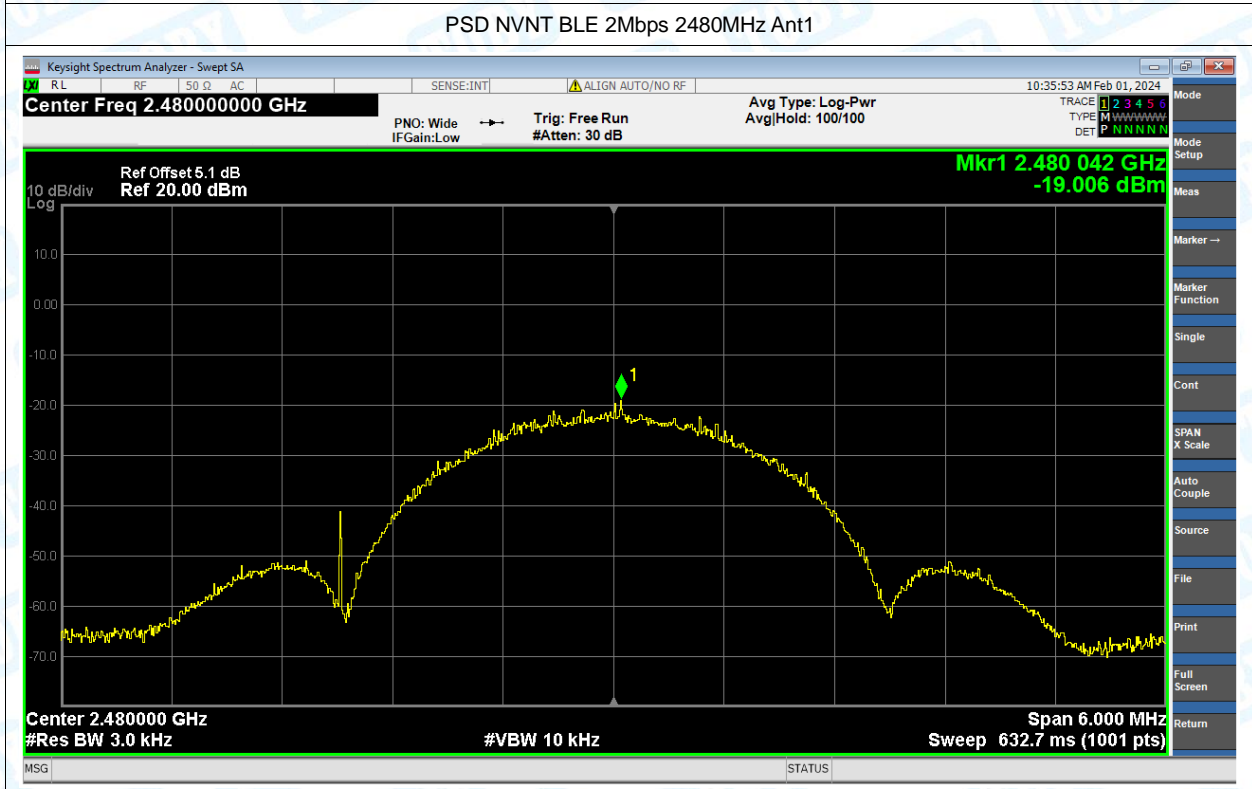 PSD NVNT BLE 2Mbps 2480MHz Ant1
Keysight Spectrum Analyzer - Swept SA
LXI RL RF 50 Ω AC SENSE:INT ALIGN AUTO/NO RF 10:35:53 AM Feb 01, 2024
Center Freq 2.480000000 GHz
PNO: Wide
IFGain:Low
Trig: Free Run
#Atten: 30 dB
Avg Type: Log-Pwr
Avg|Hold: 100/100
TRACE 1 2 3 4 5 6
TYPE M WWWWW
DET P N N N N N
Mkr1 2.480 042 GHz
-19.006 dBm
Ref Offset 5.1 dB
10 dB/div Ref 20.00 dBm
Log
10.0
0.00
-10.0
-20.0
-30.0
-40.0
-50.0
-60.0
-70.0
1
Center 2.480000 GHz Span 6.000 MHz
#Res BW 3.0 kHz #VBW 10 kHz Sweep 632.7 ms (1001 pts)
MSG STATUS
Mode
Mode
Setup
Meas
Marker →
Marker
Function
Single
Cont
SPAN
X Scale
Auto
Couple
Source
File
Print
Full
Screen
Return